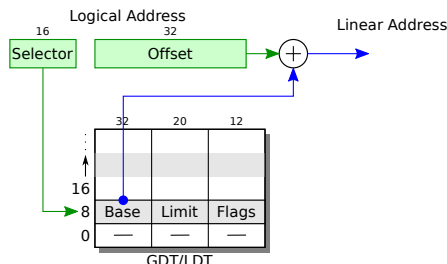 Logical Address
Linear Address
16 32
Selector Offset
32 20 12
16
8 Base Limit Flags
0 — — —
GDT/LDT